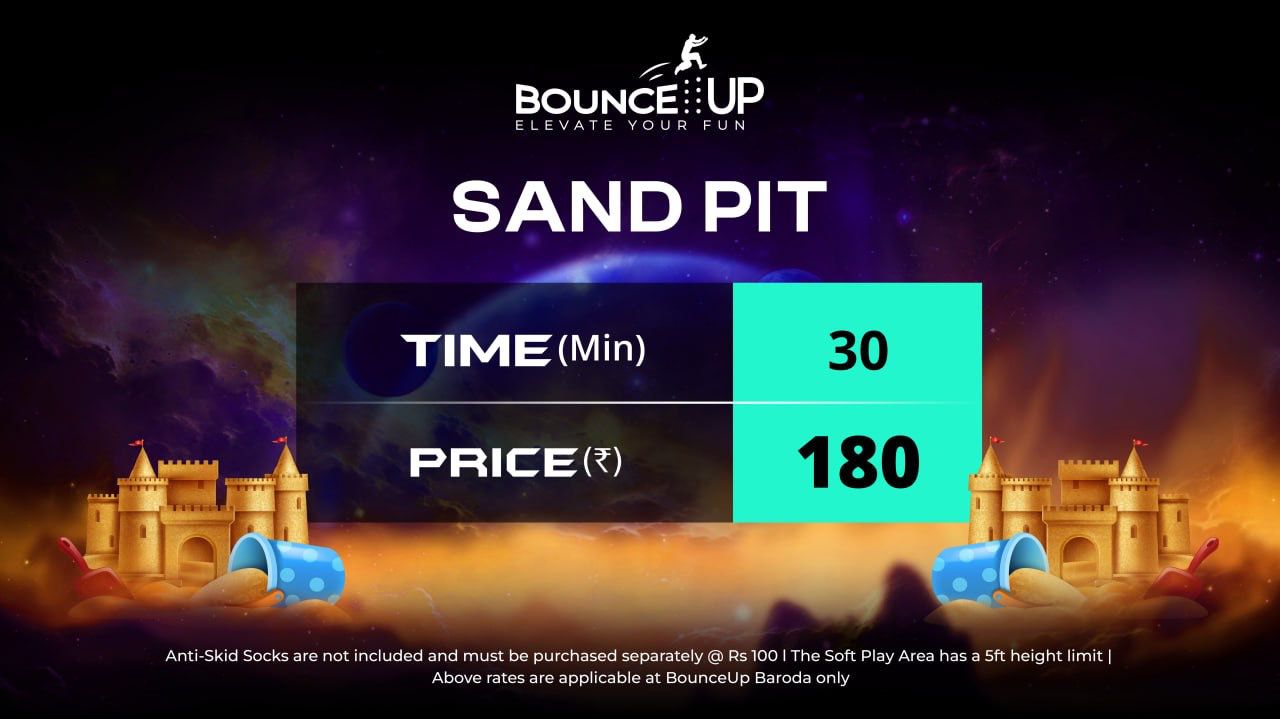 BOUNCE UP
ELEVATE YOUR FUN
SAND PIT
TIME (Min) 30
PRICE (₹) 180
Anti-Skid Socks are not included and must be purchased separately @ Rs 100 l The Soft Play Area has a 5ft height limit |
Above rates are applicable at BounceUp Baroda only